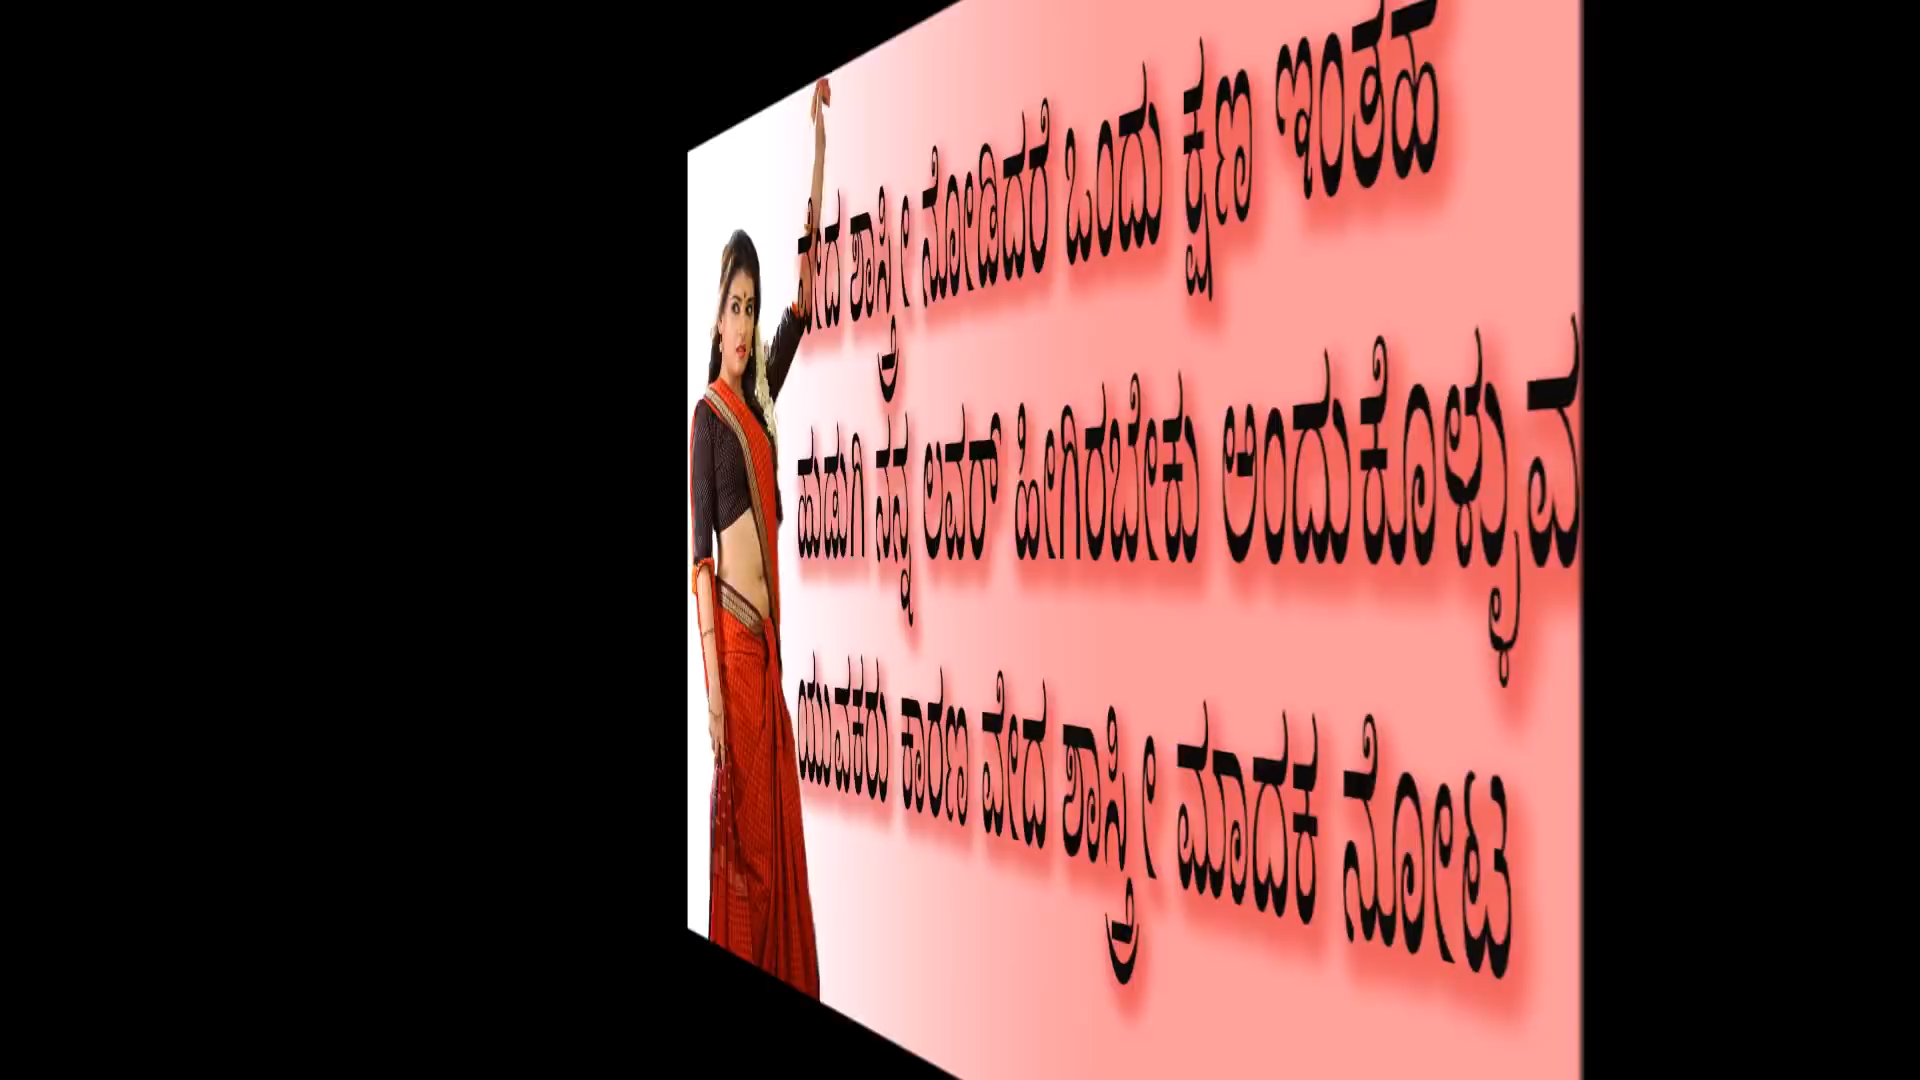 ವೇದ ಶಾಸ್ತ್ರೀ ನೋಡಿದರೆ ಒಂದು ಕ್ಷಣ ಇಂತಹ
ಹುಡುಗಿ ನನ್ನ ಲವರ್ ಹೀಗಿರಬೇಕು ಅಂದುಕೊಳ್ಳುವ
ಯುವಕರು ಕಾರಣ ವೇದ ಶಾಸ್ತ್ರೀ ಮಾದಕ ನೋಟ